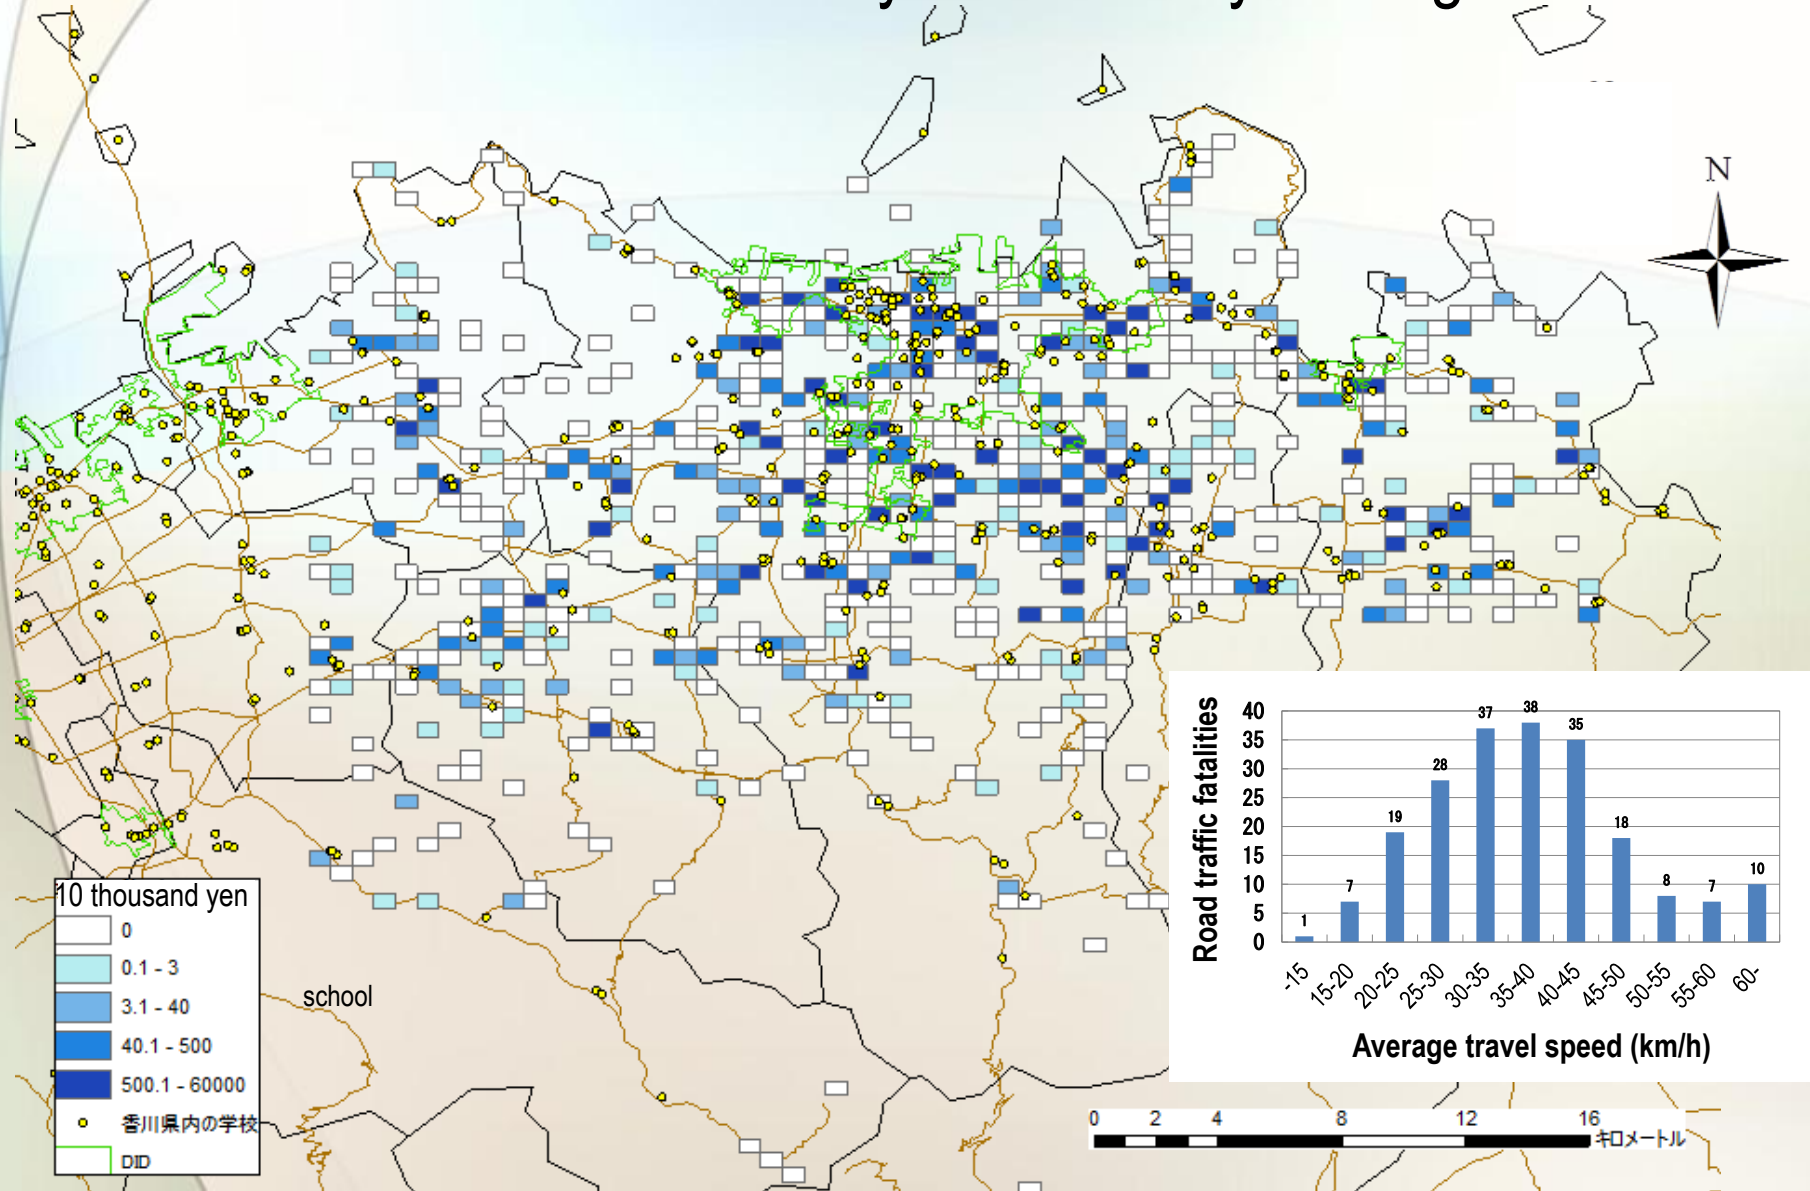 N
10 thousand yen
0
0.1 - 3
3.1 - 40
40.1 - 500
500.1 - 60000
香川県内の学校
DID
school
Road traffic fatalities
40
35
30
25
20
15
10
5
0
1
7
19
28
37
38
35
18
8
7
10
-15
15-20
20-25
25-30
30-35
35-40
40-45
45-50
50-55
55-60
60-
Average travel speed (km/h)
0 2 4 8 12 16
キロメートル